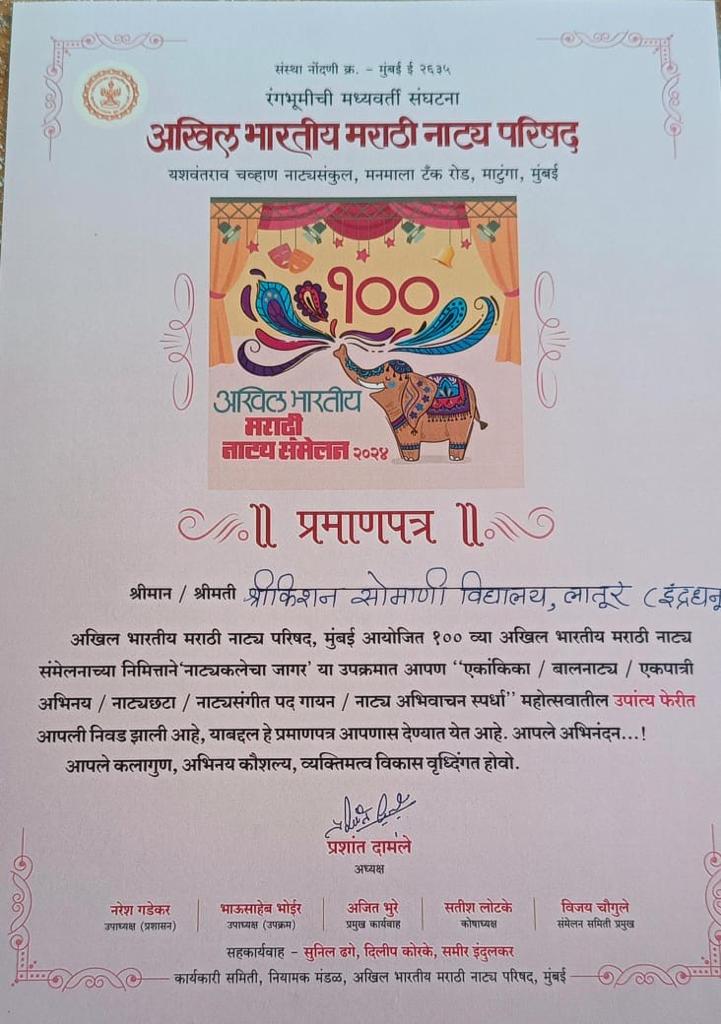 संस्था नोंदणी क्र. - मुंबई ई २६३५
रंगभूमीची मध्यवर्ती संघटना
अखिल भारतीय मराठी नाट्य परिषद
यशवंतराव चव्हाण नाट्यसंकुल, मनमाला टँक रोड, माटुंगा, मुंबई
१००
अखिल भारतीय
मराठी
नाट्य संमेलन २०२४
॥ प्रमाणपत्र ॥
श्रीमान / श्रीमती श्रीकिशन सोमाणी विद्यालय, लातूर (इंद्रधनू
अखिल भारतीय मराठी नाट्य परिषद, मुंबई आयोजित १०० व्या अखिल भारतीय मराठी नाट्य
संमेलनाच्या निमित्ताने 'नाट्यकलेचा जागर' या उपक्रमात आपण "एकांकिका / बालनाट्य / एकपात्री
अभिनय / नाट्यछटा / नाट्यसंगीत पद गायन / नाट्य अभिवाचन स्पर्धा" महोत्सवातील उपांत्य फेरीत
आपली निवड झाली आहे, याबद्दल हे प्रमाणपत्र आपणास देण्यात येत आहे. आपले अभिनंदन...!
आपले कलागुण, अभिनय कौशल्य, व्यक्तिमत्व विकास वृध्दिंगत होवो.
प्रशांत दामले
अध्यक्ष
नरेश गडेकर भाऊसाहेब भोईर अजित भुरे सतीश लोटके विजय चौगुले
उपाध्यक्ष (प्रशासन) उपाध्यक्ष (उपक्रम) प्रमुख कार्यवाह कोषाध्यक्ष संमेलन समिती प्रमुख
सहकार्यवाह - सुनिल ढगे, दिलीप कोरके, समीर इंदुलकर
कार्यकारी समिती, नियामक मंडळ, अखिल भारतीय मराठी नाट्य परिषद, मुंबई